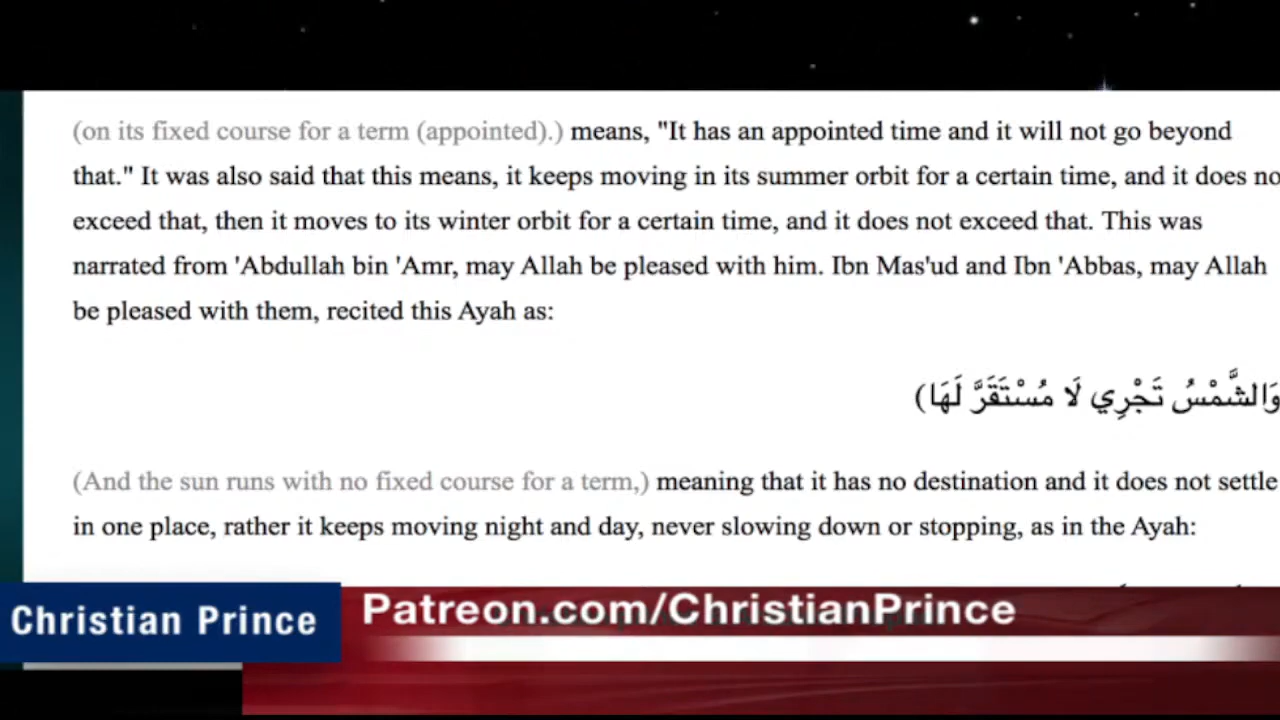 (on its fixed course for a term (appointed).) means, "It has an appointed time and it will not go beyond
that." It was also said that this means, it keeps moving in its summer orbit for a certain time, and it does no
exceed that, then it moves to its winter orbit for a certain time, and it does not exceed that. This was
narrated from 'Abdullah bin 'Amr, may Allah be pleased with him. Ibn Mas'ud and Ibn 'Abbas, may Allah
be pleased with them, recited this Ayah as:
وَالشَّمْسُ تَجْرِي لَا مُسْتَقَرَّ لَهَا)
(And the sun runs with no fixed course for a term,) meaning that it has no destination and it does not settle
in one place, rather it keeps moving night and day, never slowing down or stopping, as in the Ayah:
Christian Prince
Patreon.com/ChristianPrince